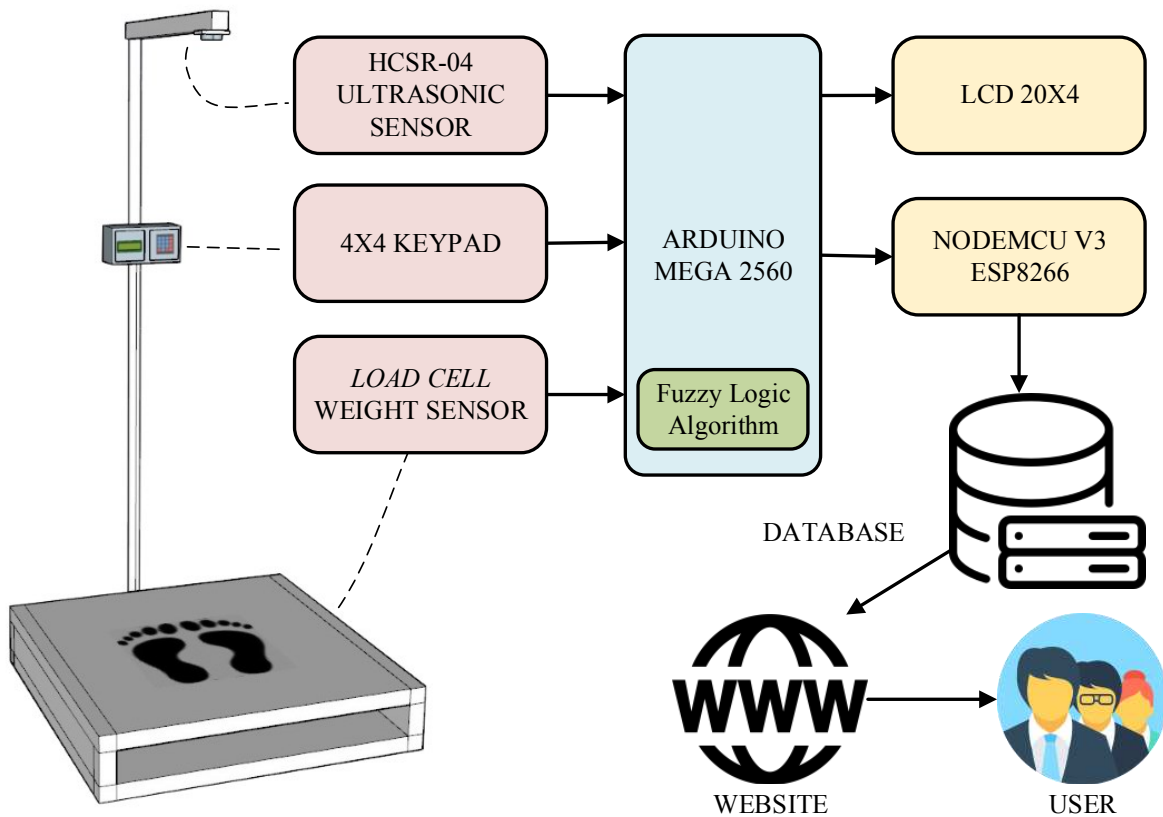 HCSR-04
ULTRASONIC
SENSOR
4X4 KEYPAD
LOAD CELL
WEIGHT SENSOR
ARDUINO
MEGA 2560
Fuzzy Logic
Algorithm
LCD 20X4
NODEMCU V3
ESP8266
DATABASE
WWW
WEBSITE
USER